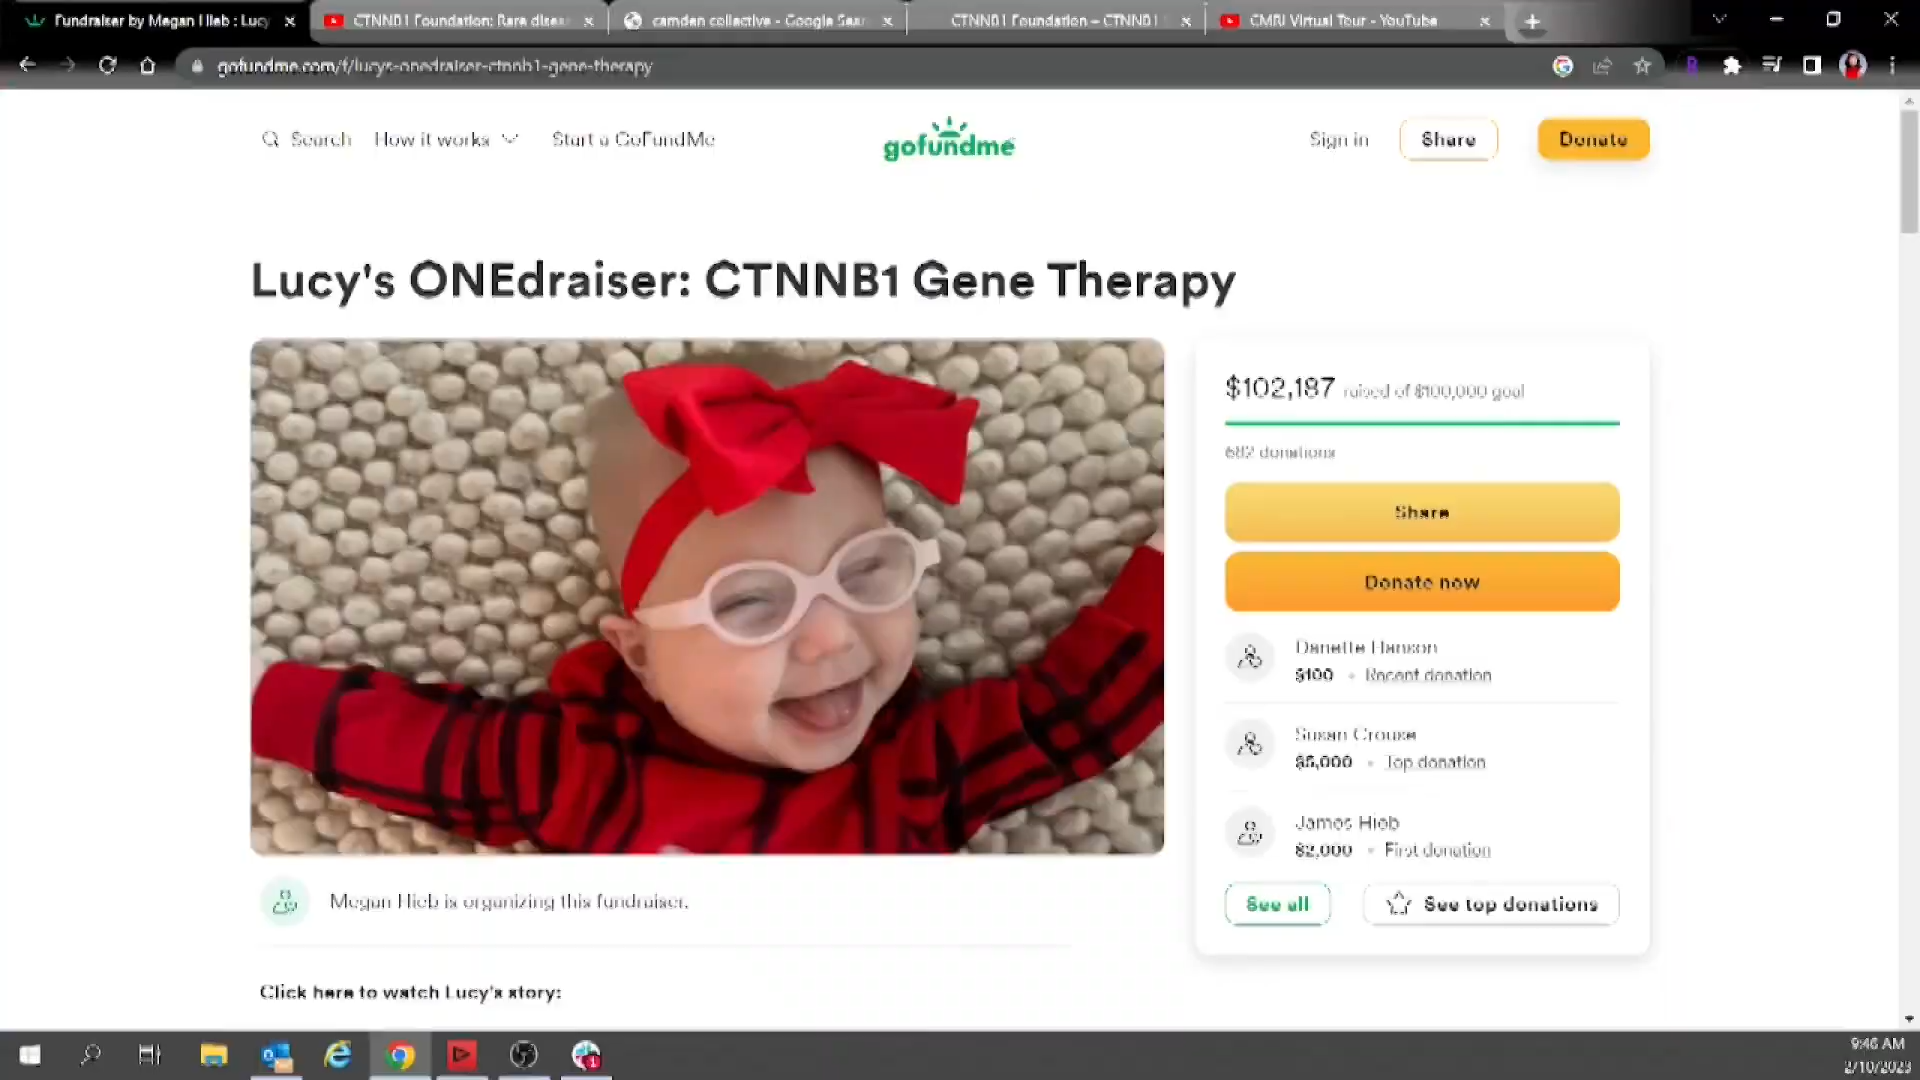 Fundraiser by Megan Hieb : Lucy
CTNNB1 Foundation: Rare disea
camden collective - Google Sear
CTNNB1 Foundation – CTNNB1
CMRI Virtual Tour - YouTube
gofundme.com/f/lucys-onedraiser-ctnnb1-gene-therapy
Search
How it works
Start a GoFundMe
gofundme
Sign in
Share
Donate
Lucy's ONEdraiser: CTNNB1 Gene Therapy
$102,187 raised of $100,000 goal
682 donations
Share
Donate now
Danette Hanson
$100 • Recent donation
Susan Crouse
$5,000 • Top donation
James Hieb
$2,000 • First donation
See all
See top donations
Megan Hieb is organizing this fundraiser.
Click here to watch Lucy's story:
9:46 AM
2/10/2023